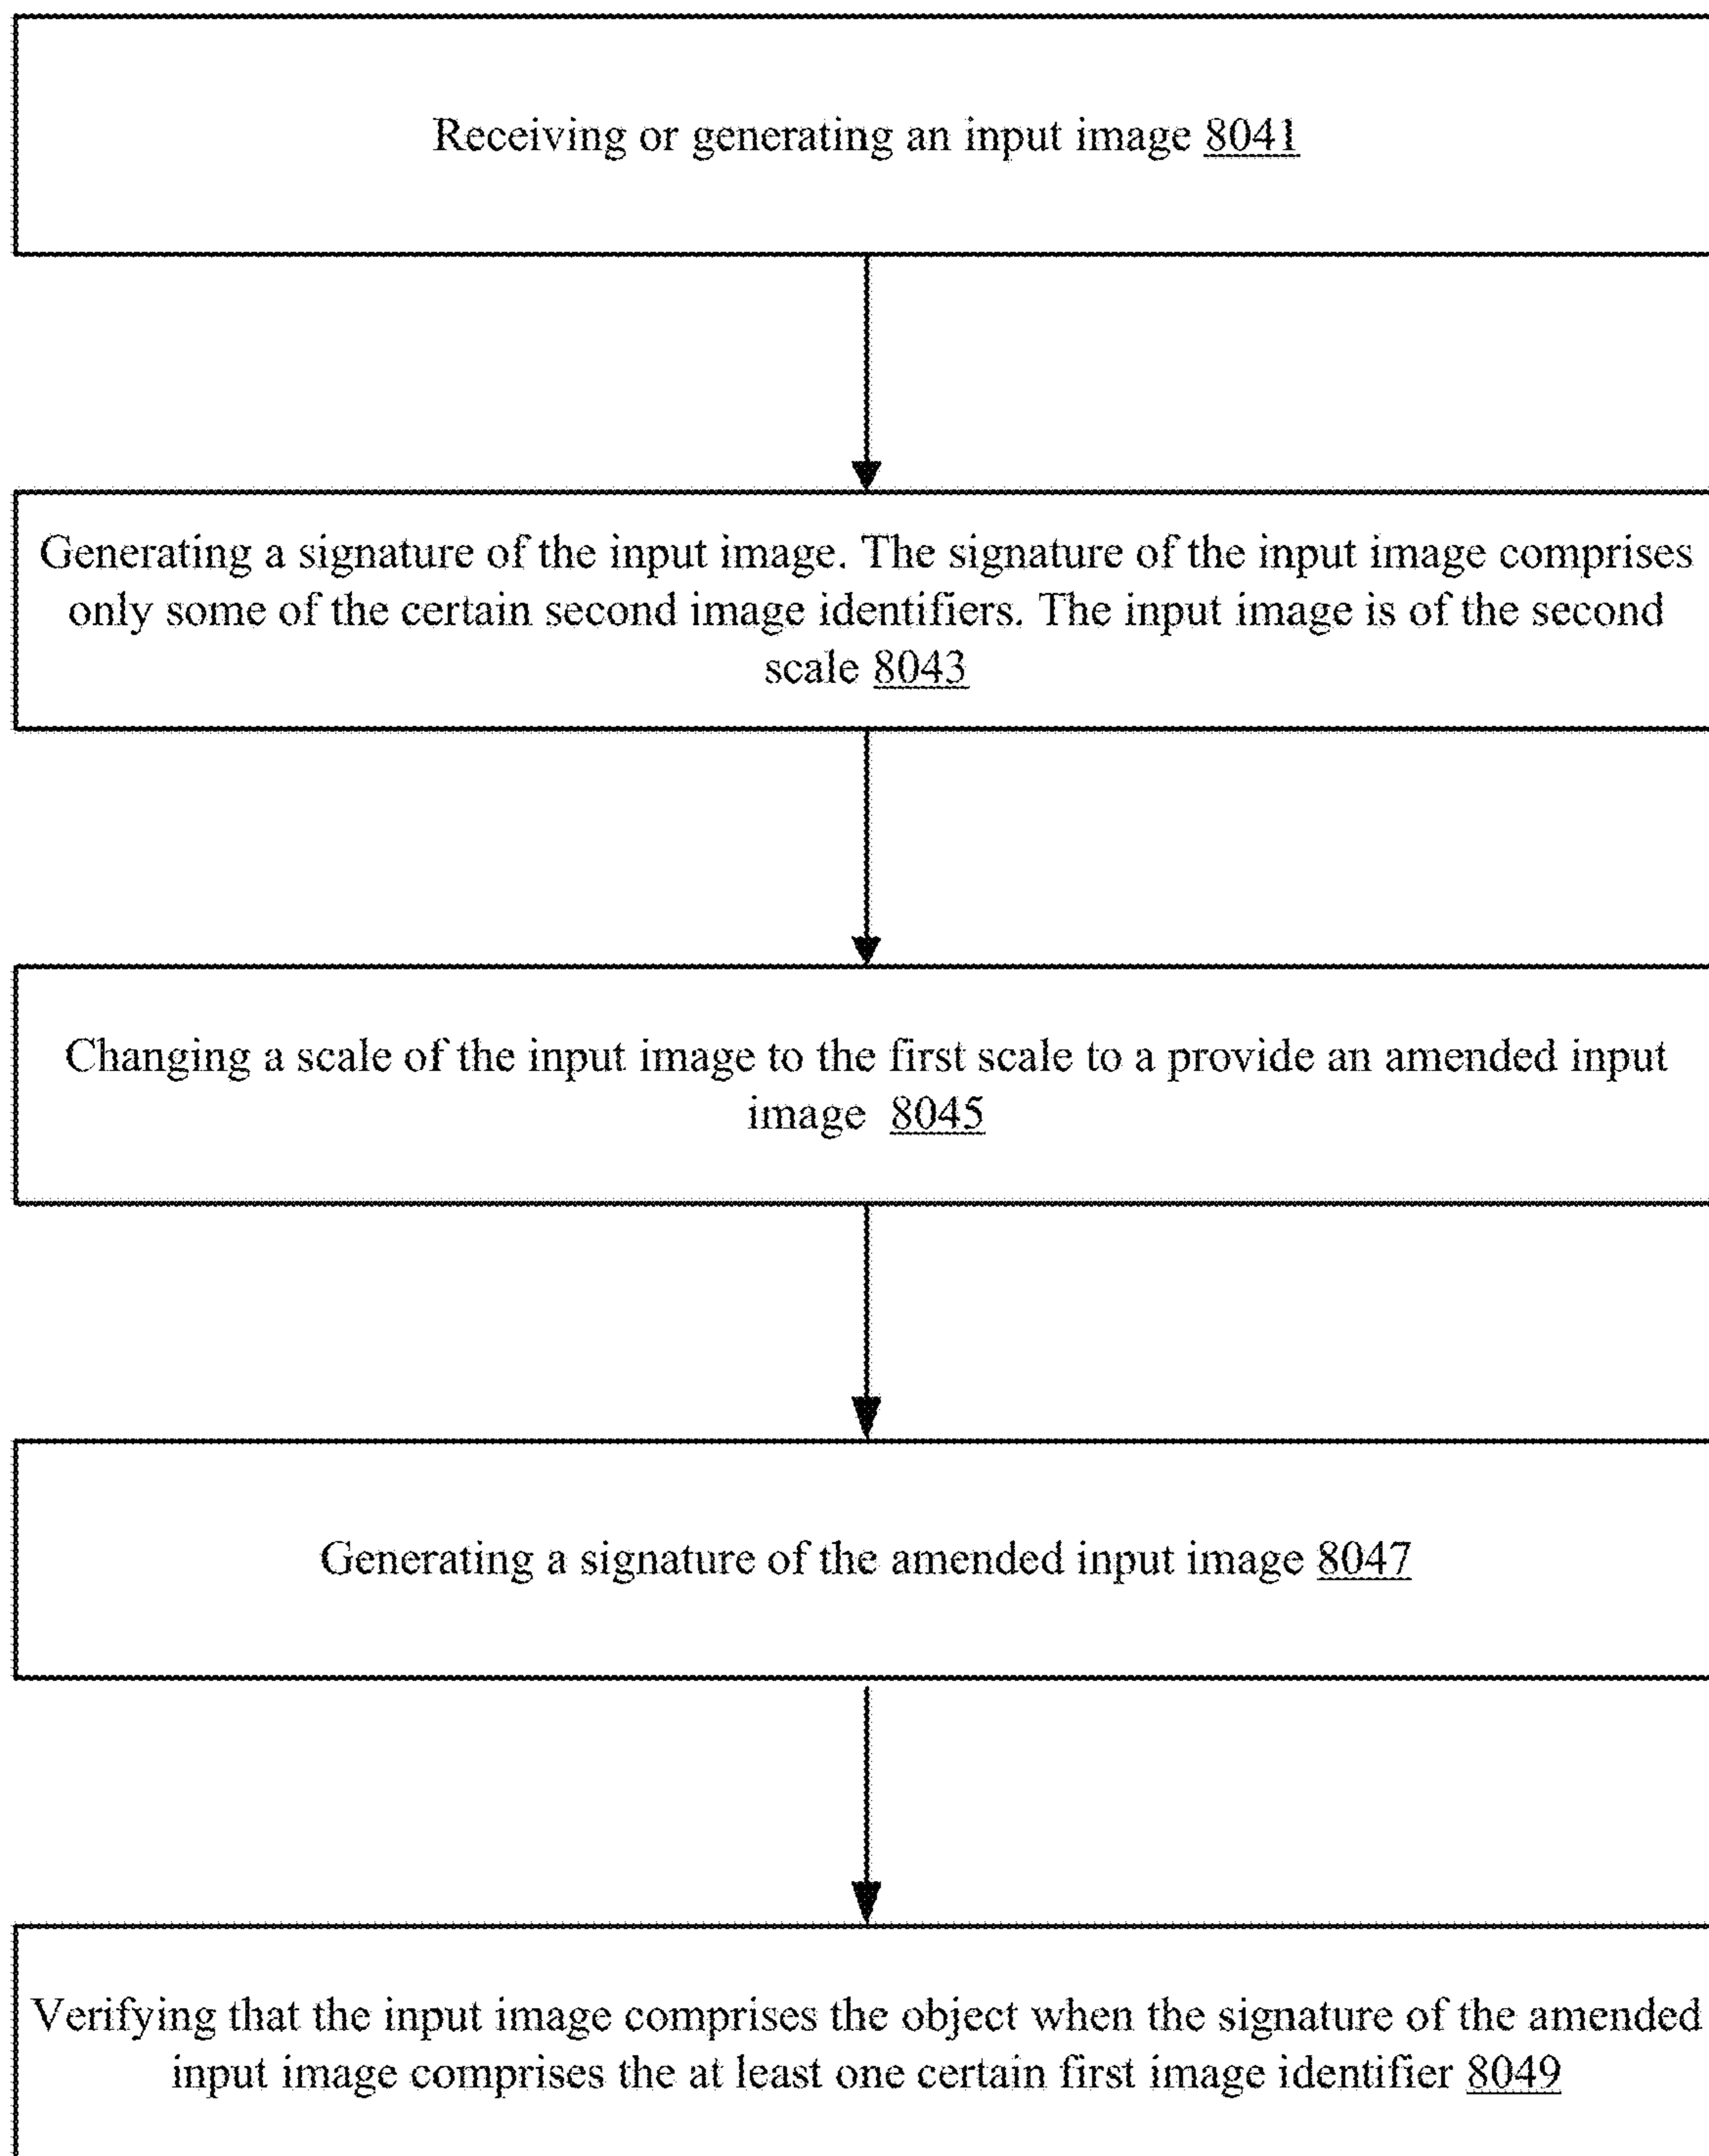 Receiving or generating an input image 8041
Generating a signature of the input image. The signature of the input image comprises
only some of the certain second image identifiers. The input image is of the second
scale 8043
Changing a scale of the input image to the first scale to a provide an amended input
image 8045
Generating a signature of the amended input image 8047
Verifying that the input image comprises the object when the signature of the amended
input image comprises the at least one certain first image identifier 8049